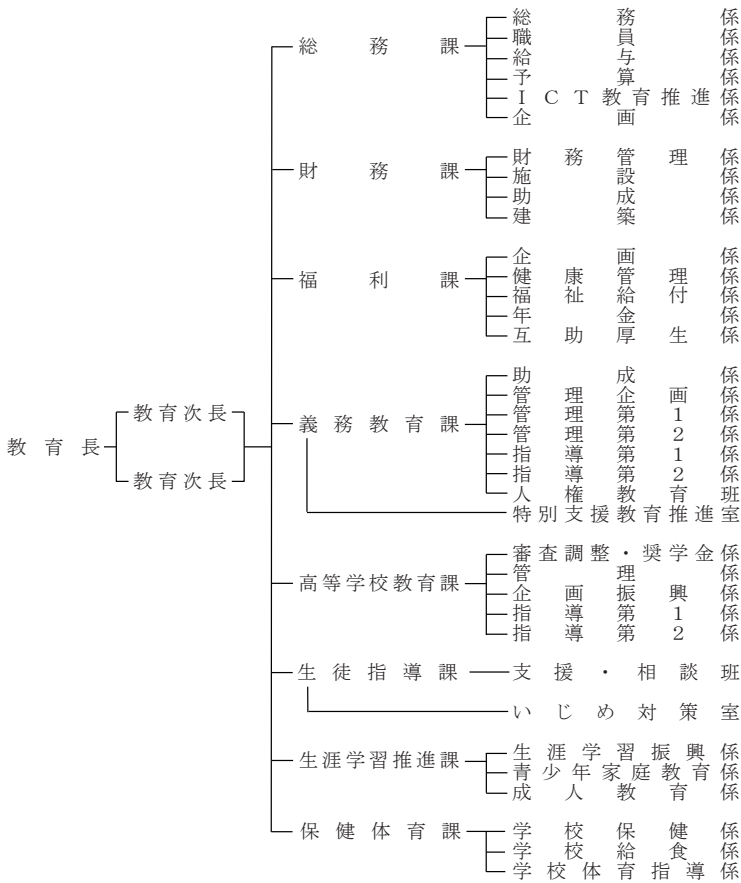 教育長
教育次長
教育次長
総務課
総務係
職員係
給与係
予算係
ＩＣＴ教育推進係
企画係
財務課
財務管理係
施設係
助成係
建築係
福利課
企画係
健康管理係
福祉給付係
年金係
互助厚生係
義務教育課
助成係
管理企画係
管理第１係
管理第２係
指導第１係
指導第２係
人権教育班
特別支援教育推進室
高等学校教育課
審査調整・奨学金係
管理係
企画振興係
指導第１係
指導第２係
生徒指導課
支援・相談班
いじめ対策室
生涯学習推進課
生涯学習振興係
青少年家庭教育係
成人教育係
保健体育課
学校保健係
学校給食係
学校体育指導係